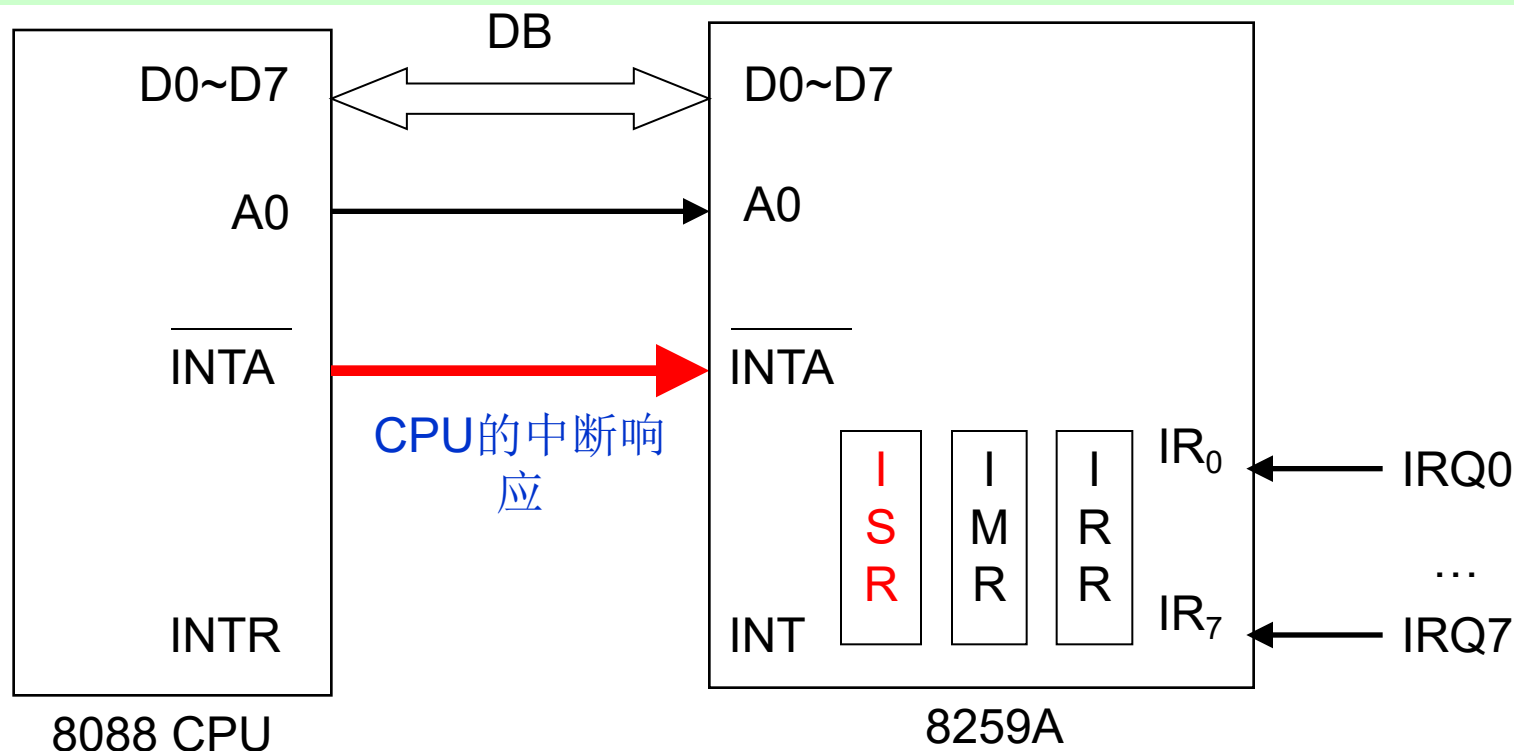 DB
D0~D7
D0~D7
A0
A0
INTA
INTA
CPU的中断响
应
I
S
R
I
M
R
I
R
R
IR₀
IRQ0
…
IR₇
IRQ7
INTR
INT
8088 CPU
8259A